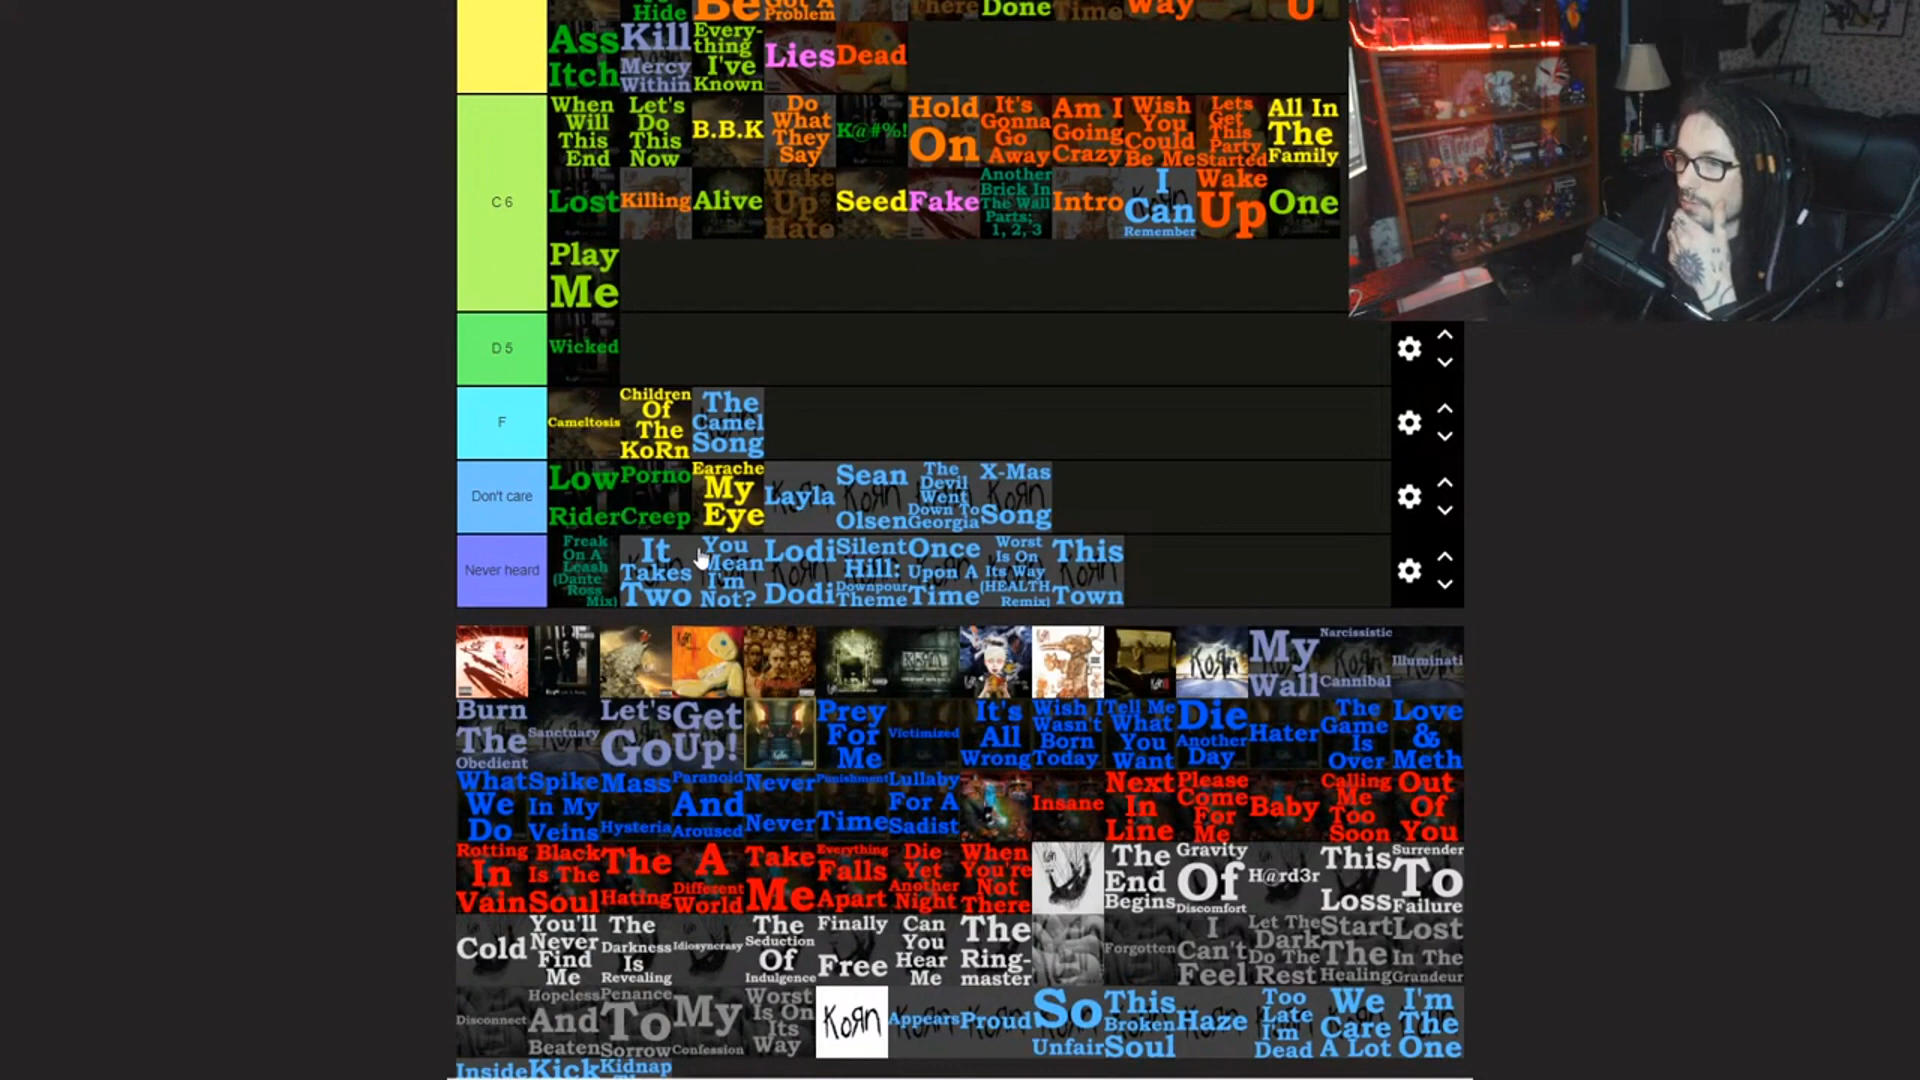 Hide
Be
Got A
Problem
There
Done
Time
Way
U
Ass
Itch
Kill
Mercy
Within
Every-
thing
I've
Known
Lies
Dead
C 6
When
Will
This
End
Let's
Do
This
Now
B.B.K
Do
What
They
Say
K@#%!
Hold
On
It's
Gonna
Go
Away
Am I
Going
Crazy
Wish
You
Could
Be Me
Lets
Get
This
Party
Started
All In
The
Family
Lost
Killing
Alive
Wake
Up
Hate
Seed
Fake
Another
Brick In
The Wall
Parts;
1, 2, 3
Intro
I
Can
Remember
Wake
Up
One
Play
Me
D 5
Wicked
F
Cameltosis
Children
Of
The
KoRn
The
Camel
Song
Don't care
Low
Rider
Porno
Creep
Earache
My
Eye
Layla
Sean
Olsen
The
Devil
Went
Down To
Georgia
X-Mas
Song
Never heard
Freak
On A
Leash
(Dante
Ross
Mix)
It
Takes
Two
You
Mean
I'm
Not?
Lodi
Dodi
Silent
Hill:
Downpour
Theme
Once
Upon A
Time
Worst
Is On
Its Way
(HEALTH
Remix)
This
Town
KoЯn
My
Wall
Narcissistic
Cannibal
Illuminati
Burn
The
Obedient
Sanctuary
Let's
Go
Get
Up!
Prey
For
Me
Victimized
It's
All
Wrong
Wish I
Wasn't
Born
Today
Tell Me
What
You
Want
Die
Another
Day
Hater
The
Game
Is
Over
Love
&
Meth
What
We
Do
Spike
In My
Veins
Mass
Hysteria
Paranoid
And
Aroused
Never
Never
Punishment
Time
Lullaby
For A
Sadist
Insane
Next
In
Line
Please
Come
For
Me
Baby
Calling
Me
Too
Soon
Out
Of
You
Rotting
In
Vain
Black
Is The
Soul
The
Hating
A
Different
World
Take
Me
Everything
Falls
Apart
Die
Yet
Another
Night
When
You're
Not
There
The
End
Begins
Gravity
Of
Discomfort
H@rd3r
This
Loss
Surrender
To
Failure
Cold
You'll
Never
Find
Me
The
Darkness
Is
Revealing
Idiosyncrasy
The
Seduction
Of
Indulgence
Finally
Free
Can
You
Hear
Me
The
Ring-
master
Forgotten
I
Can't
Feel
Let The
Dark
Do The
Rest
Start
The
Healing
Lost
In The
Grandeur
Disconnect
Hopeless
And
Beaten
Penance
To
Sorrow
My
Confession
Worst
Is On
Its
Way
KoЯn
Appears
Proud
So
Unfair
This
Broken
Soul
Haze
Too
Late
I'm
Dead
We
Care
A Lot
I'm
The
One
Inside
Kick
Kidnap